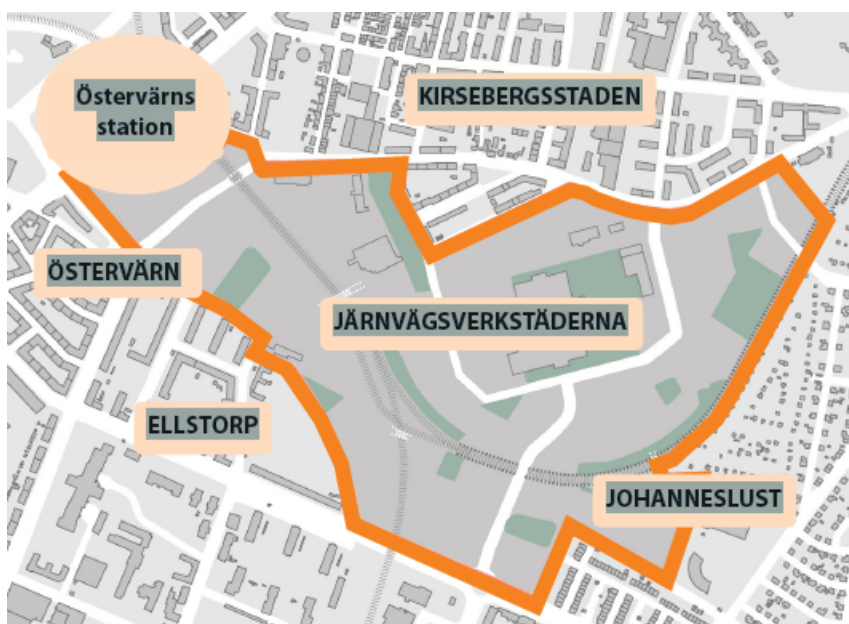 Östervärns
station
KIRSEBERGSSTADEN
ÖSTERVÄRN
JÄRNVÄGSVERKSTÄDERNA
ELLSTORP
JOHANNESLUST